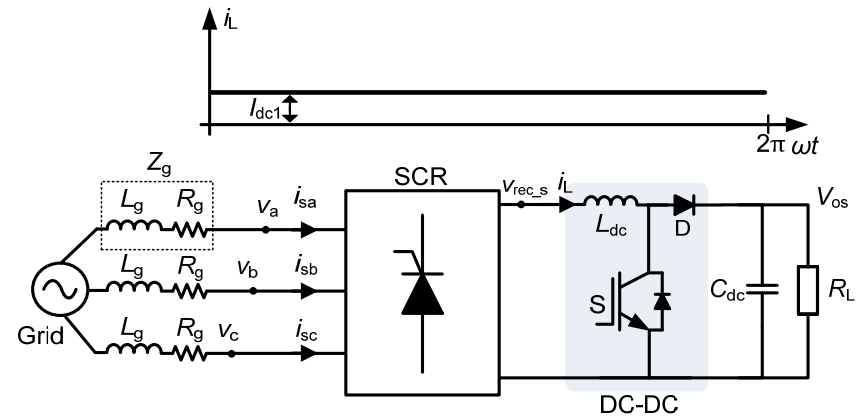 iL
Idc1
2π ωt
Zg
SCR
Lg Rg va isa
vrec_s iL Vos
Ldc D
Lg Rg vb isb
S Cdc RL
Grid
Lg Rg vc isc
DC-DC